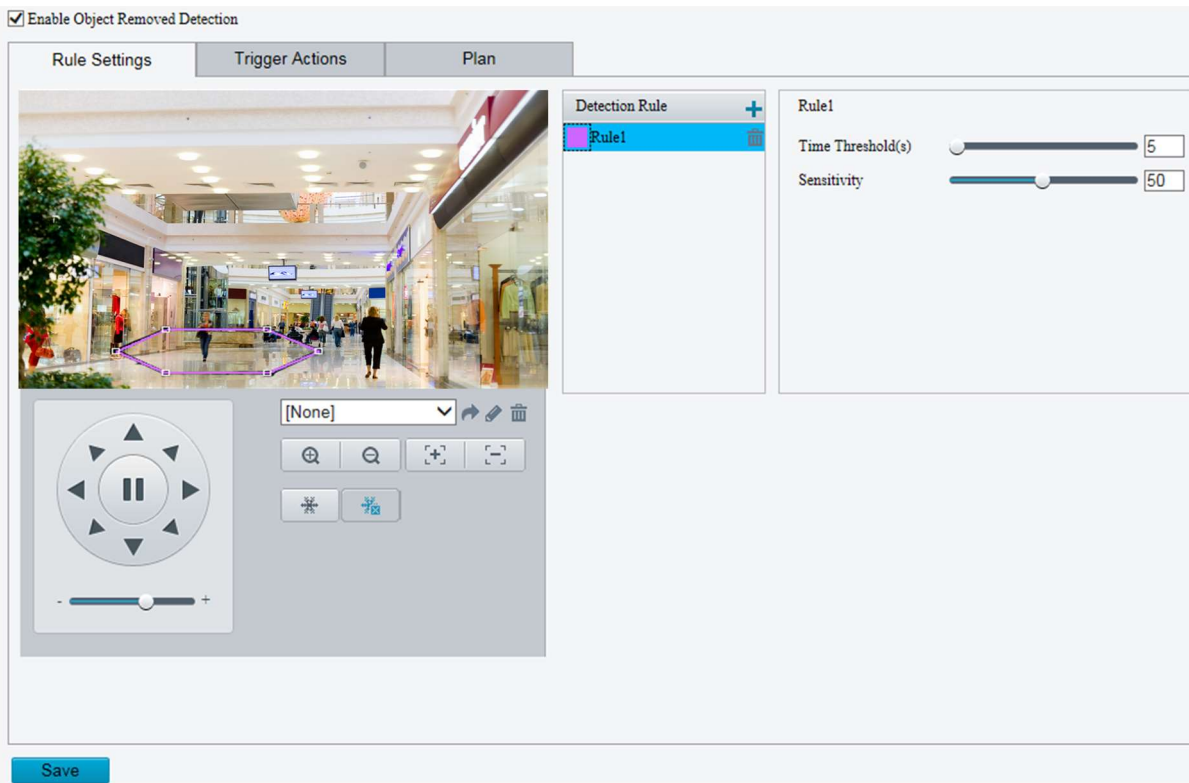 Enable Object Removed Detection
Rule Settings
Trigger Actions
Plan
Detection Rule
Rule1
Rule1
Time Threshold(s)
5
Sensitivity
50
[None]
- +
Save